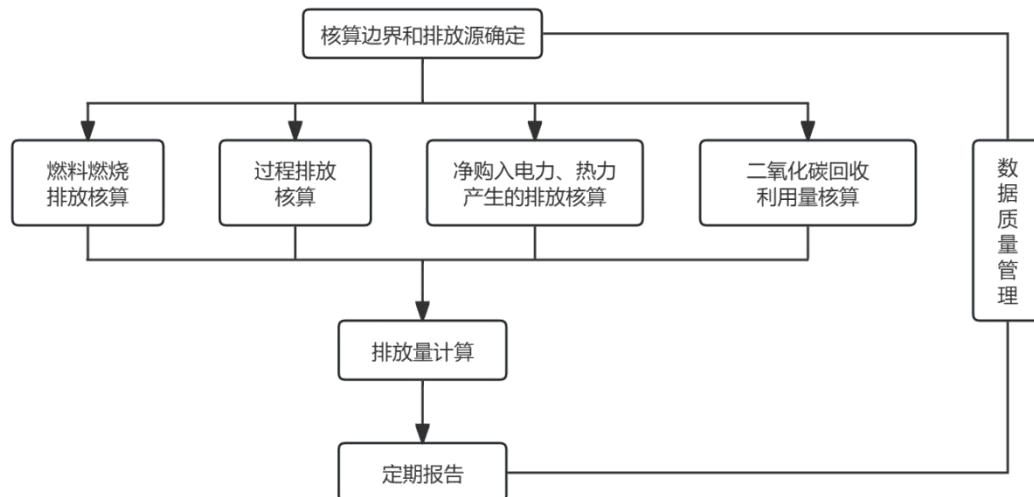 核算边界和排放源确定
燃料燃烧
排放核算
过程排放
核算
净购入电力、热力
产生的排放核算
二氧化碳回收
利用量核算
数据质量管理
排放量计算
定期报告